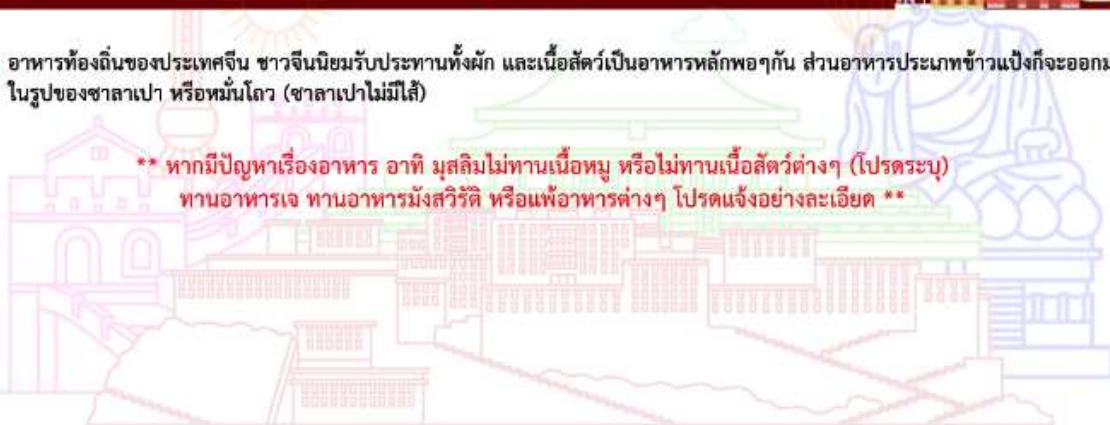 อาหารท้องถิ่นของประเทศจีน ชาวจีนนิยมรับประทานทั้งผัก และเนื้อสัตว์เป็นอาหารหลักพอๆกัน ส่วนอาหารประเภทข้าวแป้งก็จะออกม
ในรูปของซาลาเปา หรือหมั่นโถว (ซาลาเปาไม่มีไส้)
** หากมีปัญหาเรื่องอาหาร อาทิ มุสลิมไม่ทานเนื้อหมู หรือไม่ทานเนื้อสัตว์ต่างๆ (โปรดระบุ)
ทานอาหารเจ ทานอาหารมังสวิรัติ หรือแพ้อาหารต่างๆ โปรดแจ้งอย่างละเอียด **